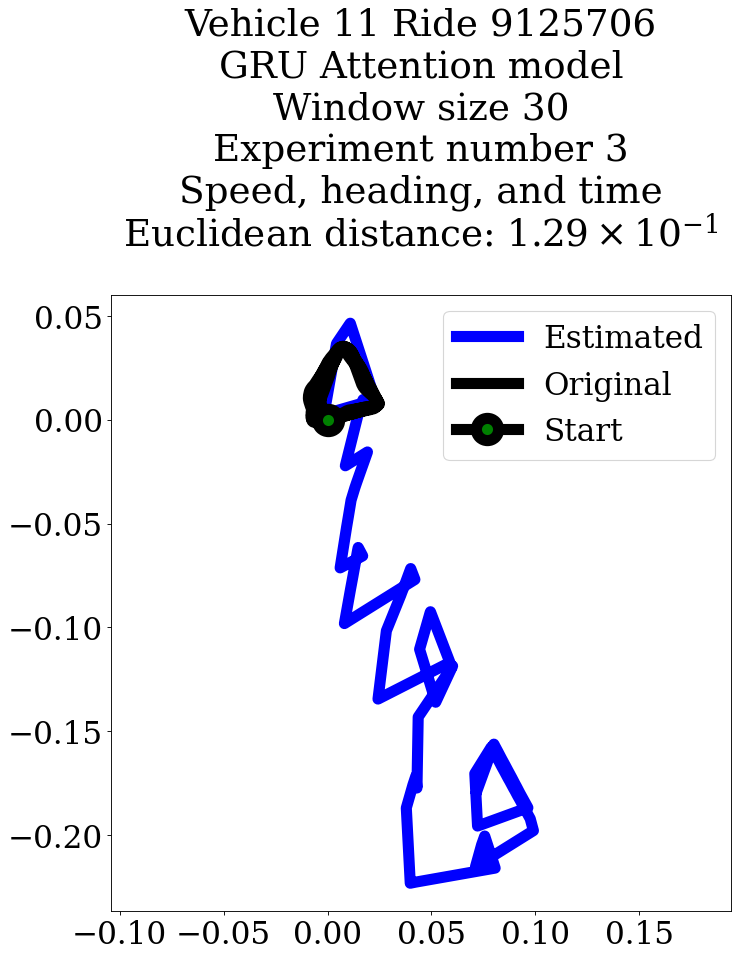 Vehicle 11 Ride 9125706
GRU Attention model
Window size 30
Experiment number 3
Speed, heading, and time
Euclidean distance: 1.29 × 10⁻¹
Estimated
Original
Start
0.05
0.00
−0.05
−0.10
−0.15
−0.20
−0.10 −0.05 0.00 0.05 0.10 0.15